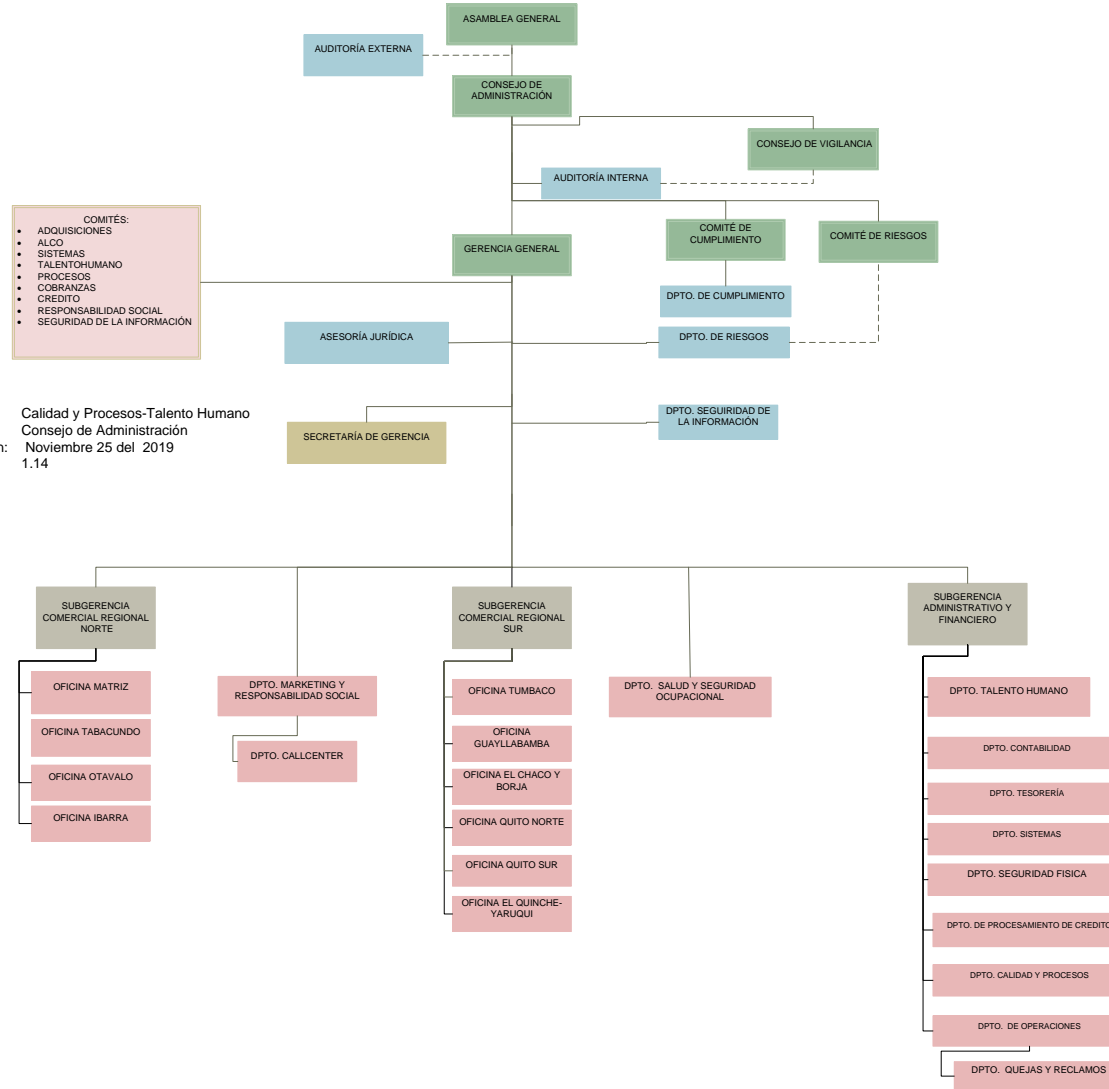 ASAMBLEA GENERAL
AUDITORÍA EXTERNA
CONSEJO DE
ADMINISTRACIÓN
CONSEJO DE VIGILANCIA
AUDITORÍA INTERNA
COMITÉS:
• ADQUISICIONES
• ALCO
• SISTEMAS
• TALENTOHUMANO
• PROCESOS
• COBRANZAS
• CREDITO
• RESPONSABILIDAD SOCIAL
• SEGURIDAD DE LA INFORMACIÓN
GERENCIA GENERAL
COMITÉ DE
CUMPLIMIENTO
COMITÉ DE RIESGOS
DPTO. DE CUMPLIMIENTO
ASESORÍA JURÍDICA
DPTO. DE RIESGOS
Calidad y Procesos-Talento Humano
Consejo de Administración
n: Noviembre 25 del 2019
1.14
SECRETARÍA DE GERENCIA
DPTO. SEGUIRIDAD DE
LA INFORMACIÓN
SUBGERENCIA
COMERCIAL REGIONAL
NORTE
OFICINA MATRIZ
OFICINA TABACUNDO
OFICINA OTAVALO
OFICINA IBARRA
DPTO. MARKETING Y
RESPONSABILIDAD SOCIAL
DPTO. CALLCENTER
SUBGERENCIA
COMERCIAL REGIONAL
SUR
OFICINA TUMBACO
OFICINA
GUAYLLABAMBA
OFICINA EL CHACO Y
BORJA
OFICINA QUITO NORTE
OFICINA QUITO SUR
OFICINA EL QUINCHE-
YARUQUI
DPTO. SALUD Y SEGURIDAD
OCUPACIONAL
SUBGERENCIA
ADMINISTRATIVO Y
FINANCIERO
DPTO. TALENTO HUMANO
DPTO. CONTABILIDAD
DPTO. TESORERÍA
DPTO. SISTEMAS
DPTO. SEGURIDAD FISICA
DPTO. DE PROCESAMIENTO DE CREDITO
DPTO. CALIDAD Y PROCESOS
DPTO. DE OPERACIONES
DPTO. QUEJAS Y RECLAMOS